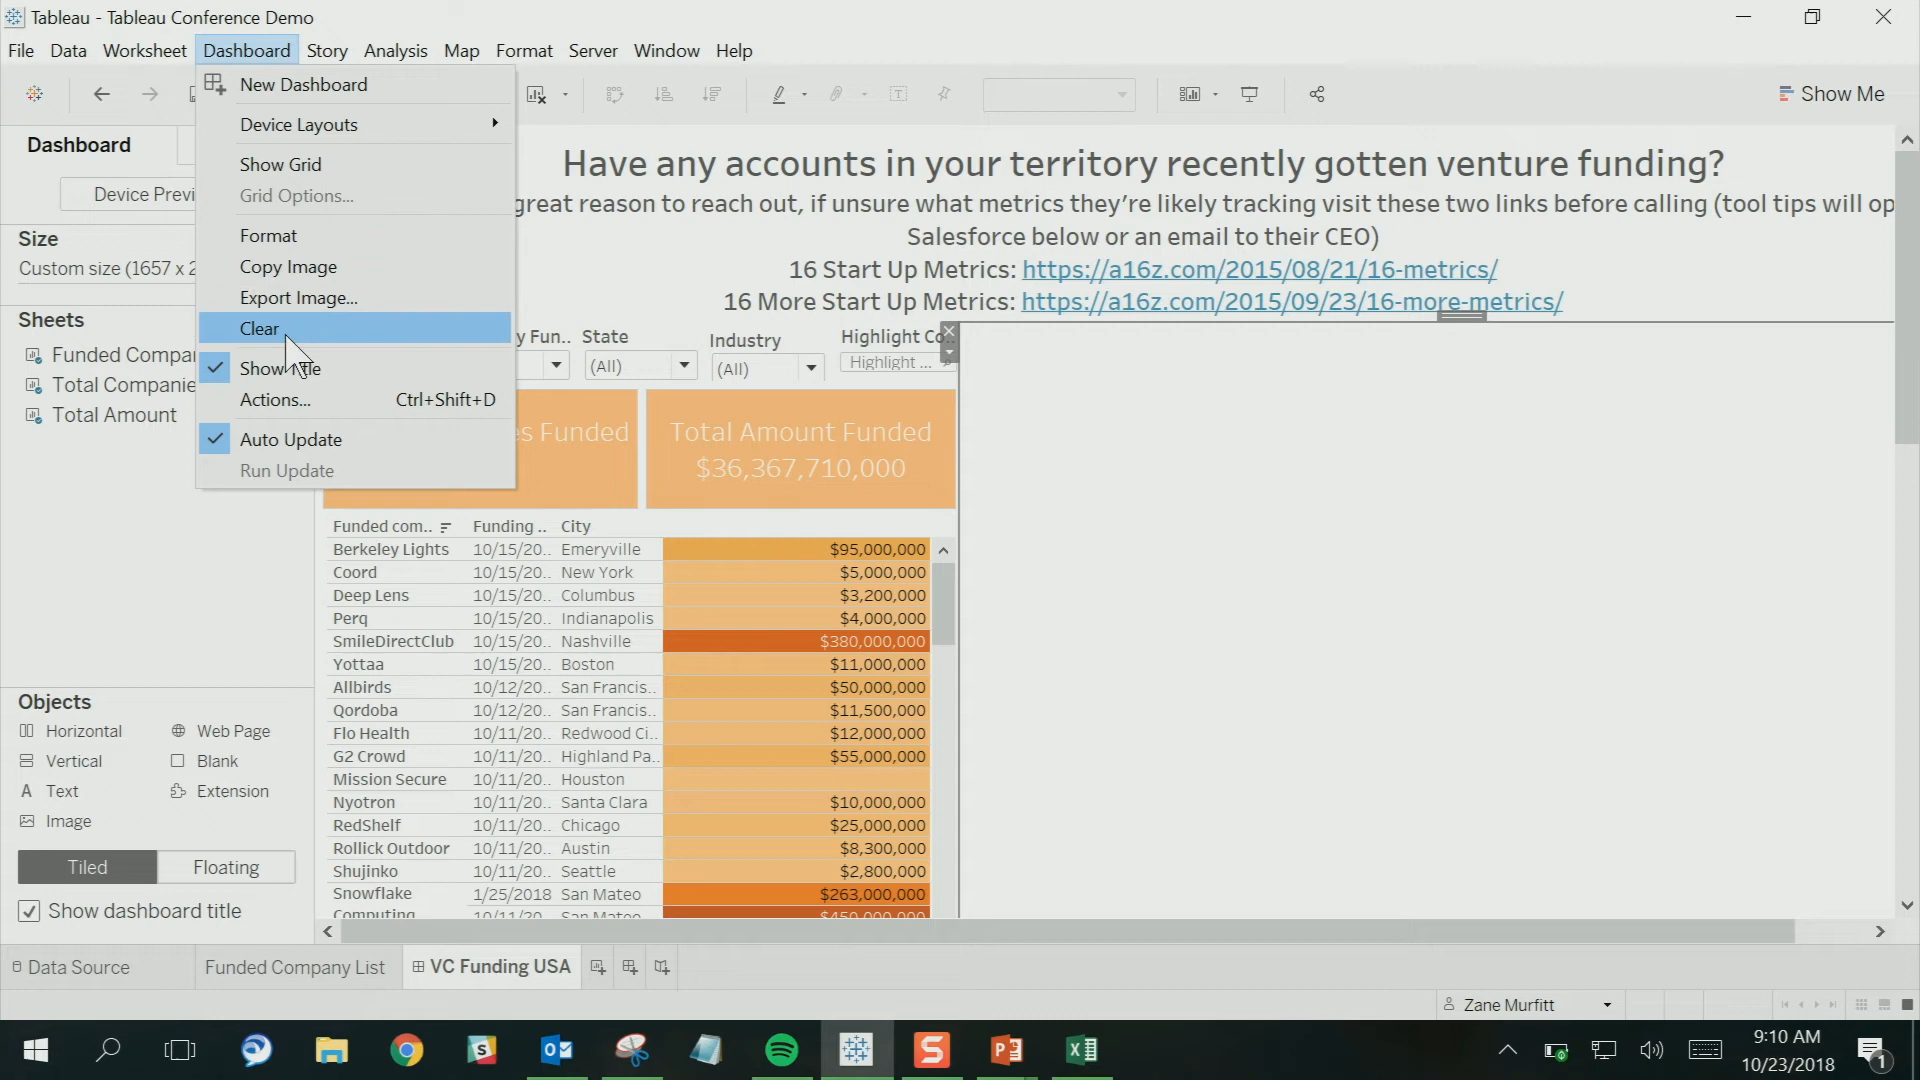 Tableau - Tableau Conference Demo
File Data Worksheet Dashboard Story Analysis Map Format Server Window Help
Show Me
New Dashboard
Device Layouts
Show Grid
Grid Options...
Format
Copy Image
Export Image...
Clear
Show
Actions... Ctrl+Shift+D
Auto Update
Run Update
Dashboard
Device Previ
Size
Custom size (1657 x 2
Sheets
Funded Compa
Total Companie
Total Amount
Objects
Horizontal Web Page
Vertical Blank
Text Extension
Image
Tiled Floating
Show dashboard title
Have any accounts in your territory recently gotten venture funding?
great reason to reach out, if unsure what metrics they're likely tracking visit these two links before calling (tool tips will op
Salesforce below or an email to their CEO)
16 Start Up Metrics: https://a16z.com/2015/08/21/16-metrics/
16 More Start Up Metrics: https://a16z.com/2015/09/23/16-more-metrics/
y Fun.. State Industry Highlight Co..
(All) (All) Highlight ...
es Funded Total Amount Funded
$36,367,710,000
Funded com.. Funding .. City
Berkeley Lights 10/15/20.. Emeryville $95,000,000
Coord 10/15/20.. New York $5,000,000
Deep Lens 10/15/20.. Columbus $3,200,000
Perq 10/15/20.. Indianapolis $4,000,000
SmileDirectClub 10/15/20.. Nashville $380,000,000
Yottaa 10/15/20.. Boston $11,000,000
Allbirds 10/12/20.. San Francis.. $50,000,000
Qordoba 10/12/20.. San Francis.. $11,500,000
Flo Health 10/11/20.. Redwood Ci.. $12,000,000
G2 Crowd 10/11/20.. Highland Pa.. $55,000,000
Mission Secure 10/11/20.. Houston
Nyotron 10/11/20.. Santa Clara $10,000,000
RedShelf 10/11/20.. Chicago $25,000,000
Rollick Outdoor 10/11/20.. Austin $8,300,000
Shujinko 10/11/20.. Seattle $2,800,000
Snowflake 1/25/2018 San Mateo $263,000,000
Computing 10/11/20.. San Mateo $450,000,000
Data Source Funded Company List VC Funding USA
Zane Murfitt
9:10 AM
10/23/2018
1